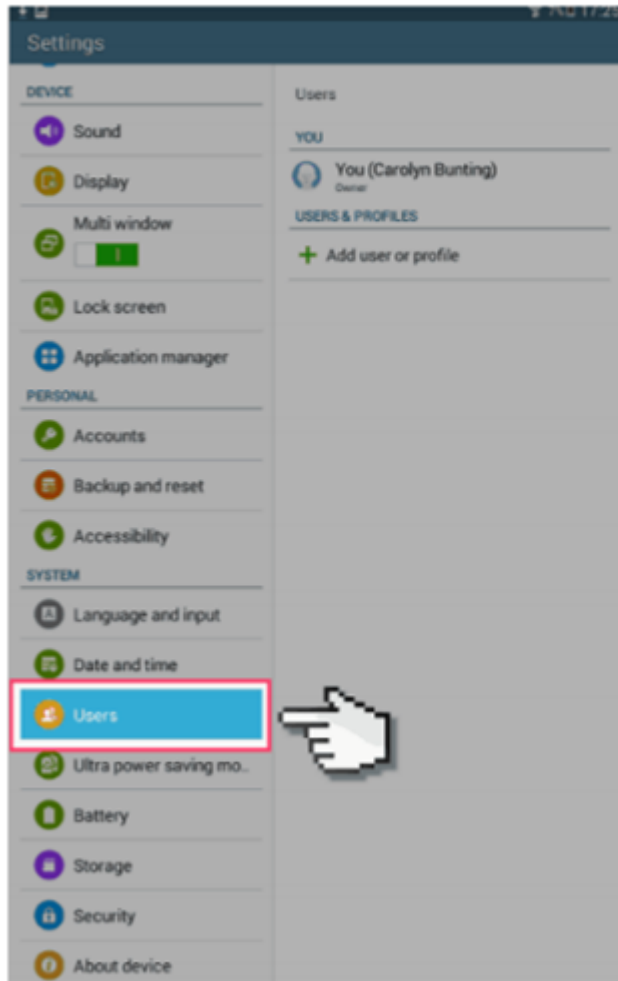 17:25
Settings
DEVICE
Sound
Display
Multi window
Lock screen
Application manager
PERSONAL
Accounts
Backup and reset
Accessibility
SYSTEM
Language and input
Date and time
Users
Ultra power saving mo..
Battery
Storage
Security
About device
Users
YOU
You (Carolyn Bunting)
Owner
USERS & PROFILES
Add user or profile